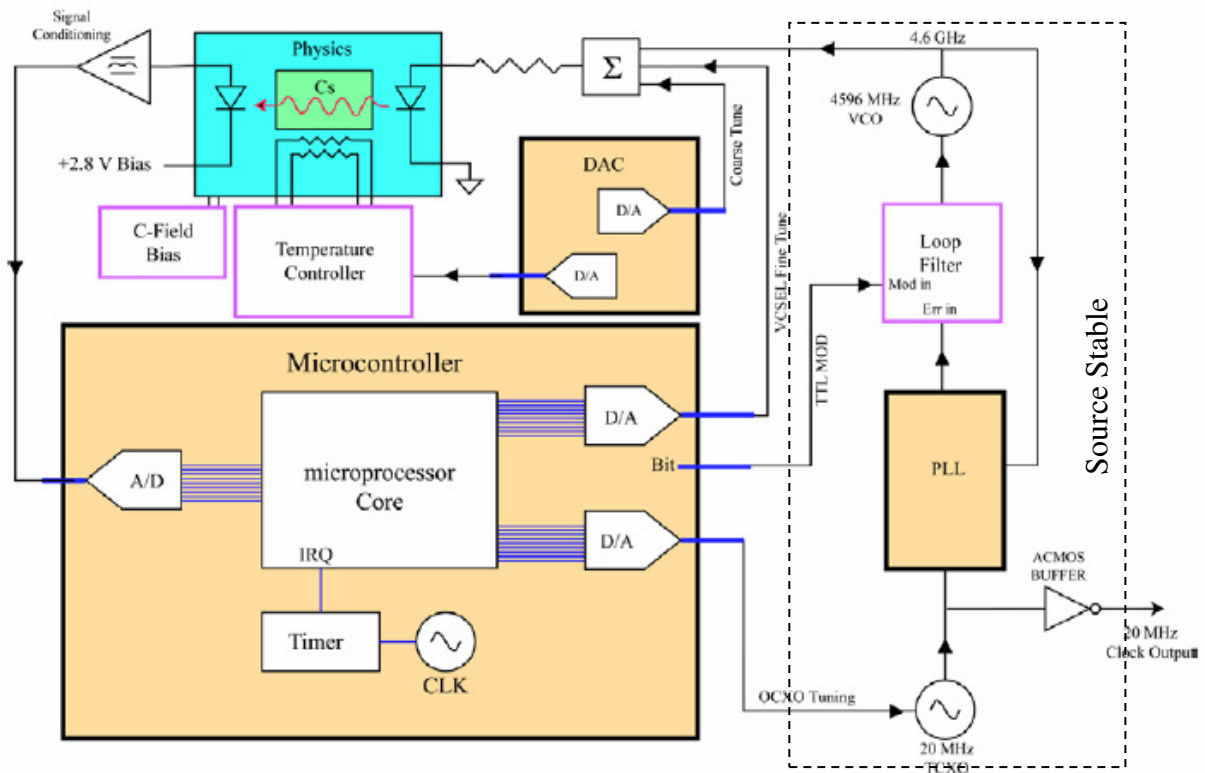 Signal
Conditioning
Physics
Cs
+2.8 V Bias
C-Field
Bias
Temperature
Controller
Σ
DAC
D/A
D/A
Coarse Tune
VCSEL Fine Tune
TTL MOD
4.6 GHz
4596 MHz
VCO
Loop
Filter
Mod in
Err in
Source Stable
PLL
ACMOS
BUFFER
20 MHz
Clock Output
Microcontroller
A/D
microprocessor
Core
IRQ
D/A
Bit
D/A
Timer
CLK
OCXO Tuning
20 MHz
TCXO